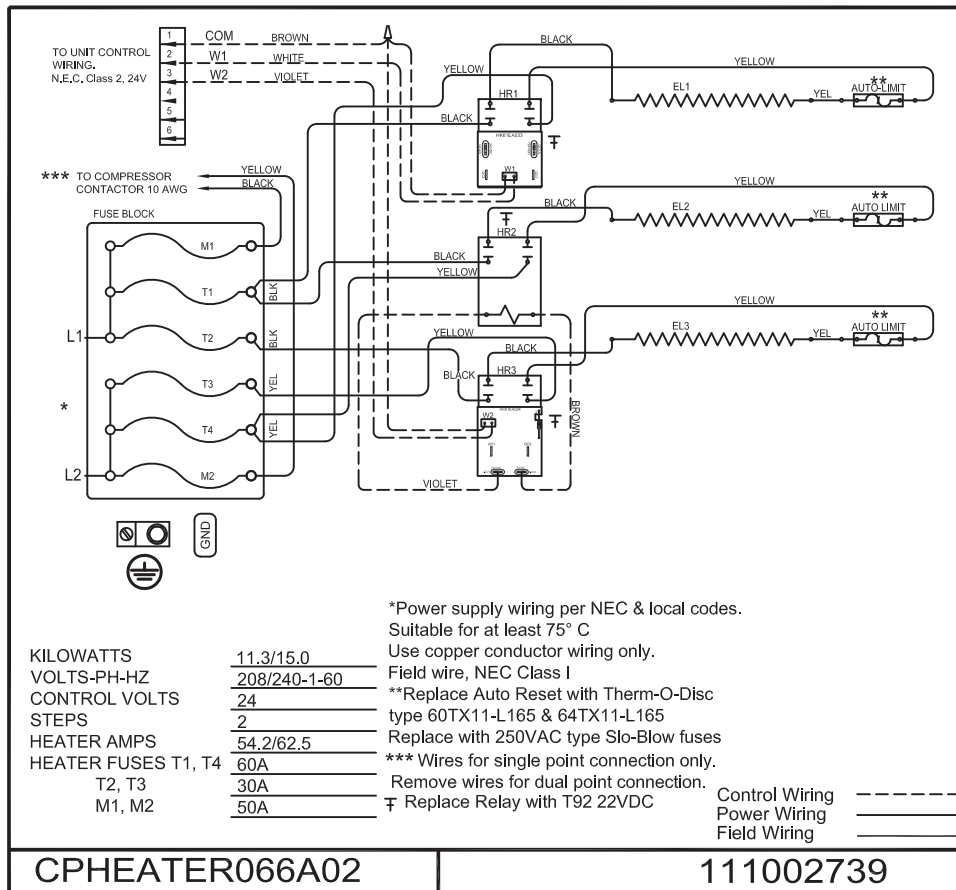 1 COM BROWN
2 W1 WHITE
3 W2 VIOLET
4
5
6
TO UNIT CONTROL
WIRING.
N.E.C. Class 2, 24V
*** TO COMPRESSOR
CONTACTOR 10 AWG
YELLOW
BLACK
FUSE BLOCK
M1
T1
BLK
L1
T2
BLK
T3
YEL
*
T4
YEL
L2
M2
GND
BLACK
YELLOW
YELLOW
HR1
BLACK
HK61EA003
W1
Ŧ
EL1
YEL
**
AUTO-LIMIT
YELLOW
BLACK
Ŧ
HR2
BLACK
YELLOW
EL2
YEL
**
AUTO LIMIT
YELLOW
YELLOW
BLACK
BLACK
HR3
W2
Ŧ
BROWN
VIOLET
EL3
YEL
**
AUTO LIMIT
KILOWATTS 11.3/15.0
VOLTS-PH-HZ 208/240-1-60
CONTROL VOLTS 24
STEPS 2
HEATER AMPS 54.2/62.5
HEATER FUSES T1, T4 60A
T2, T3 30A
M1, M2 50A
*Power supply wiring per NEC & local codes.
Suitable for at least 75° C
Use copper conductor wiring only.
Field wire, NEC Class I
**Replace Auto Reset with Therm-O-Disc
type 60TX11-L165 & 64TX11-L165
Replace with 250VAC type Slo-Blow fuses
*** Wires for single point connection only.
Remove wires for dual point connection.
Ŧ Replace Relay with T92 22VDC
Control Wiring
Power Wiring
Field Wiring
CPHEATER066A02
111002739